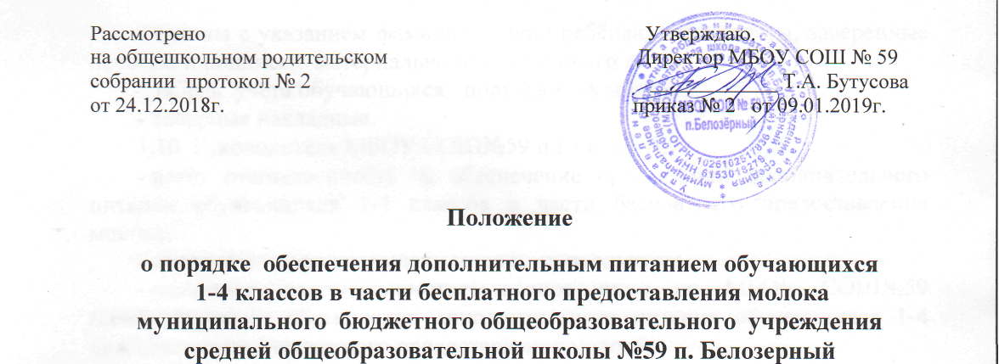 Рассмотрено
на общешкольном родительском
собрании протокол № 2
от 24.12.2018г.
Утверждаю.
Директор МБОУ СОШ № 59
Т.А. Бутусова
приказ № 2 от 09.01.2019г.
п.Белозёрный
Положение
о порядке обеспечения дополнительным питанием обучающихся
1-4 классов в части бесплатного предоставления молока
муниципального бюджетного общеобразовательного учреждения
средней общеобразовательной школы №59 п. Белозерный